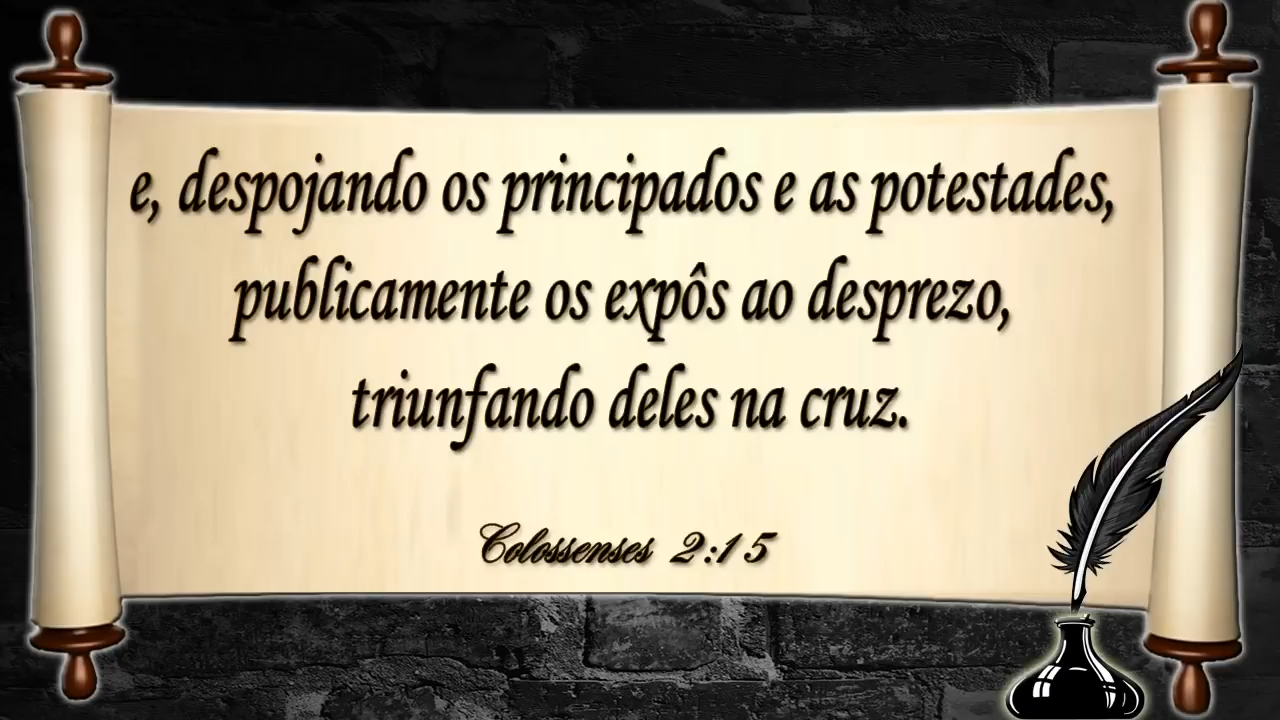 e, despojando os principados e as potestades,
publicamente os expôs ao desprezo,
triunfando deles na cruz.
Colossenses 2:15